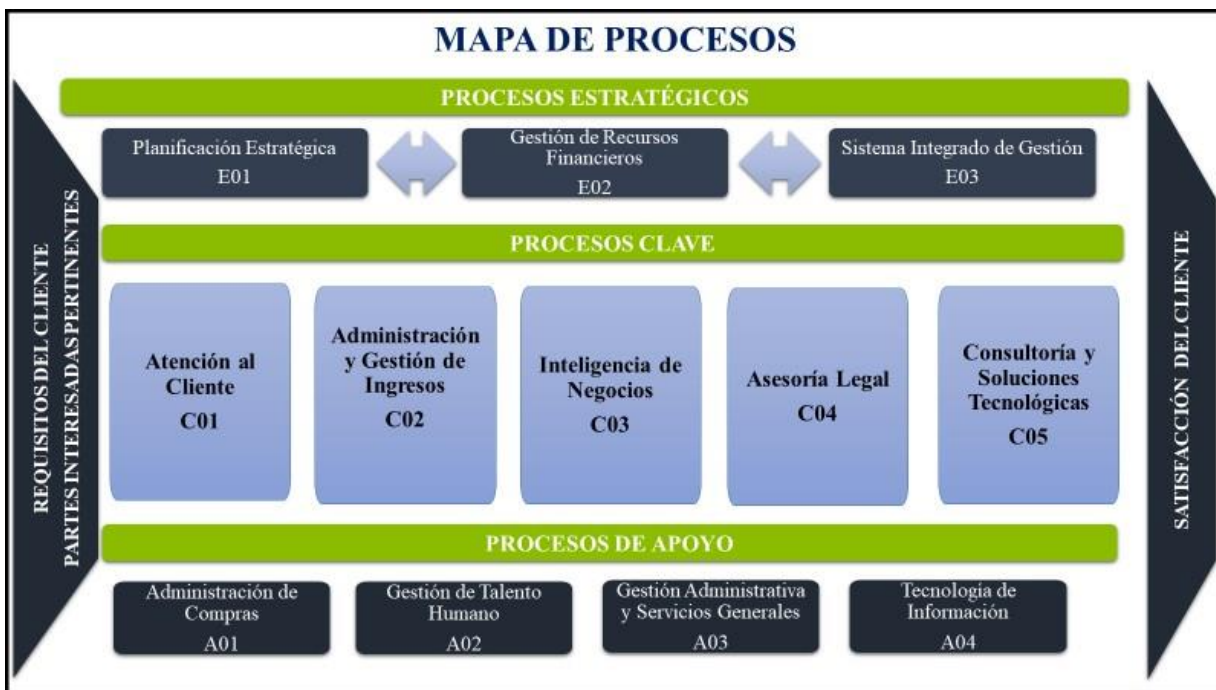 MAPA DE PROCESOS
PROCESOS ESTRATÉGICOS
Planificación Estratégica
E01
Gestión de Recursos
Financieros
E02
Sistema Integrado de Gestión
E03
REQUISITOS DEL CLIENTE
PARTES INTERESADAS PERTINENTES
PROCESOS CLAVE
Atención al
Cliente
C01
Administración
y Gestión de
Ingresos
C02
Inteligencia de
Negocios
C03
Asesoría Legal
C04
Consultoría y
Soluciones
Tecnológicas
C05
SATISFACCIÓN DEL CLIENTE
PROCESOS DE APOYO
Administración de
Compras
A01
Gestión de Talento
Humano
A02
Gestión Administrativa
y Servicios Generales
A03
Tecnología de
Información
A04